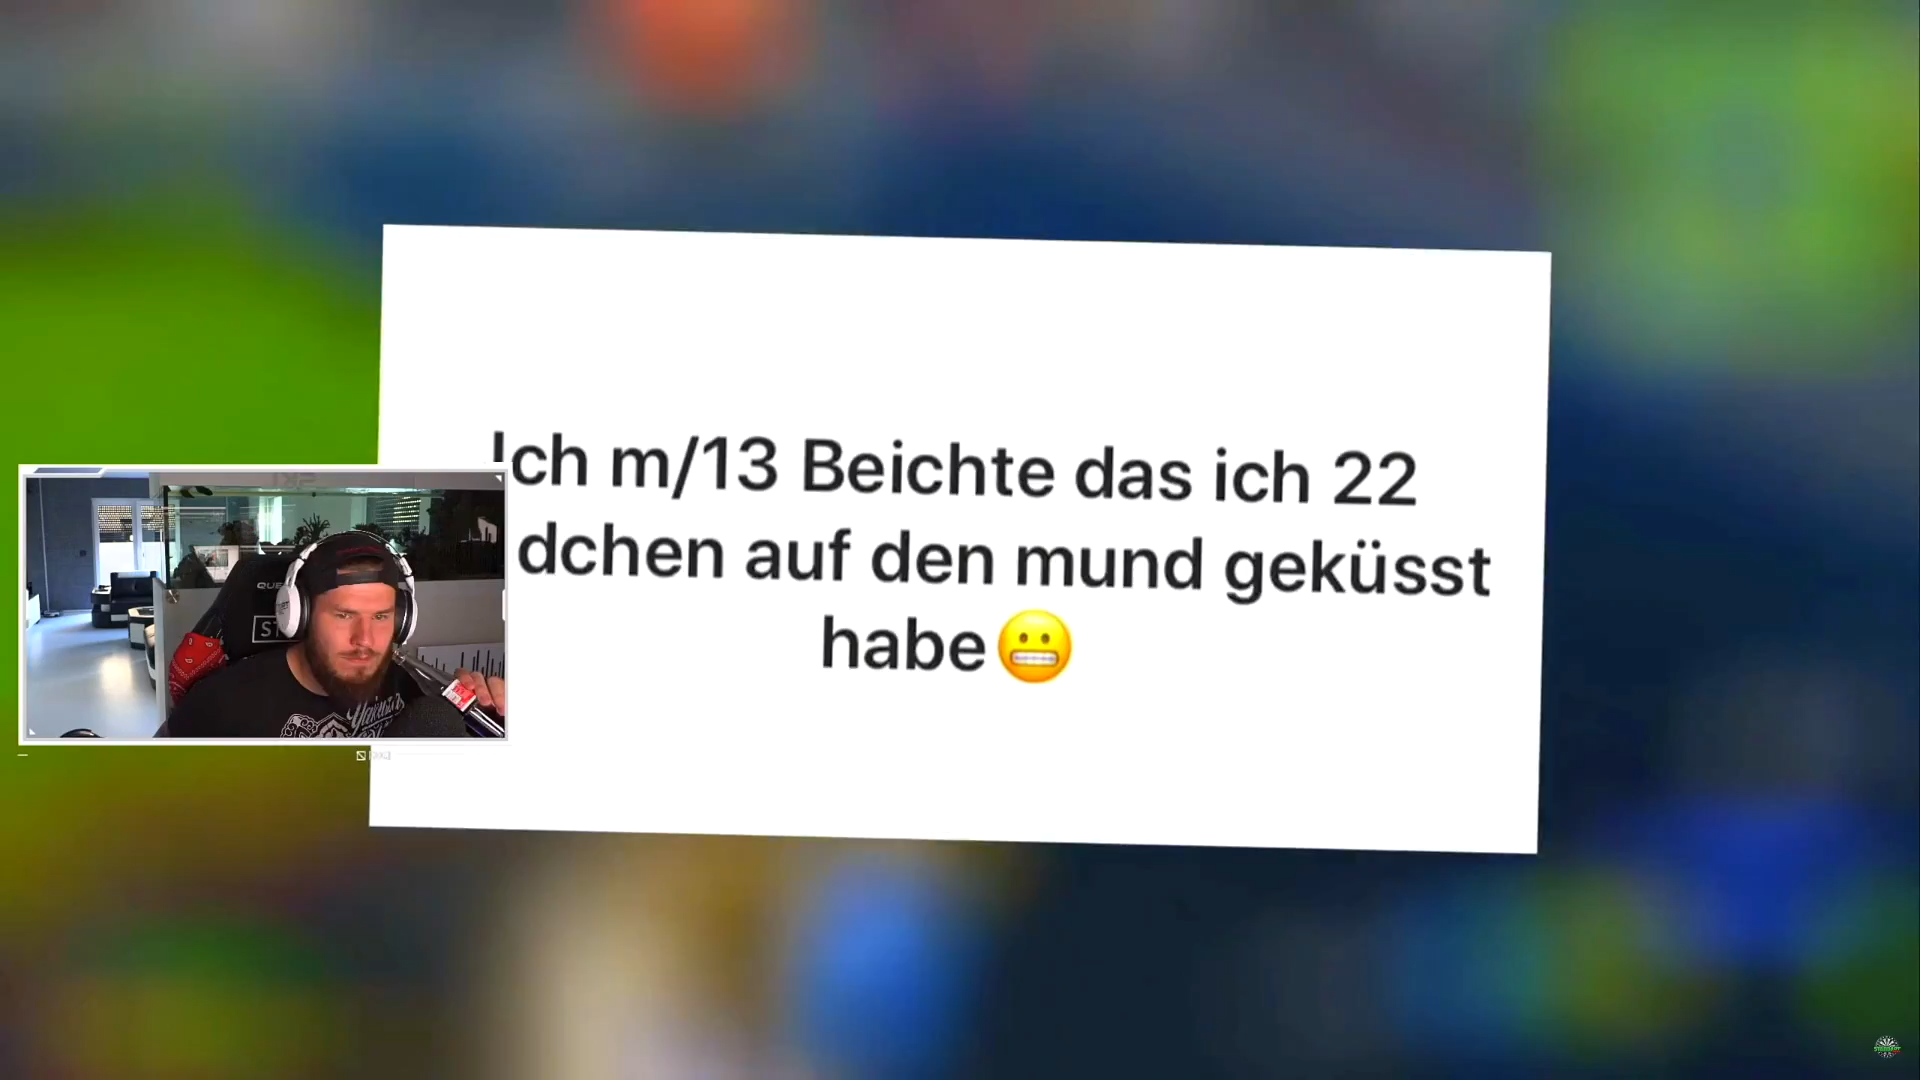 Ich m/13 Beichte das ich 22
dchen auf den mund geküsst
habe😬